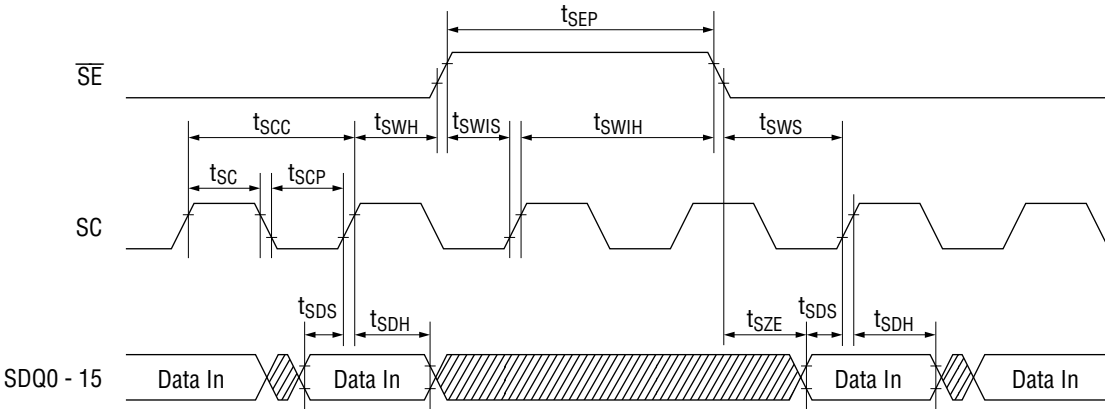 tSEP
SE
tSCC tSWH tSWIS tSWIH tSWS
tSC tSCP
SC
tSDS tSDH tSZE tSDS tSDH
SDQ0 - 15 Data In Data In Data In Data In